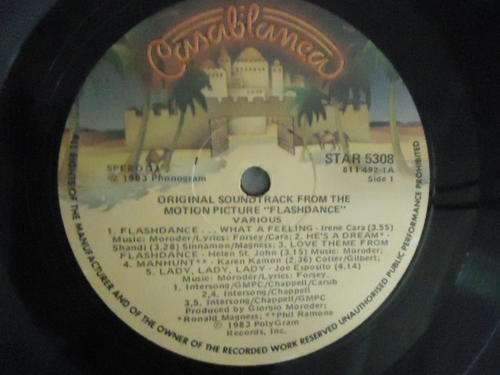 Casablanca
STAR 5308
811 492-1A
Side 1
℗ 1983 Phonogram
ORIGINAL SOUNDTRACK FROM THE
MOTION PICTURE "FLASHDANCE"
VARIOUS
1. FLASHDANCE... WHAT A FEELING - Irene Cara (3.55)
Music: Moroder/Lyrics: Forsey/Cara; 2. HE'S A DREAM* -
Shandi (3.28) Sinnamon/Magness; 3. LOVE THEME FROM
FLASHDANCE - Helen St. John (3.15) Music: Moroder,
4. MANHUNT** - Karen Kamon (2.36) Cotler/Gilbert,
5. LADY, LADY, LADY - Joe Esposito (4.14)
Music: Moroder/Lyrics: Forsey.
1. Intersong/GMPC/Chappell/Carub
2,4. Intersong/Chappell
3,5. Intersong/Chappell/GMPC
Produced by Giorgio Moroder;
*Ronald Magness; **Phil Ramone
℗ 1983 PolyGram
Records, Inc.
ALL RIGHTS OF THE MANUFACTURER AND OF THE OWNER OF THE RECORDED WORK RESERVED UNAUTHORISED PUBLIC PERFORMANCE PROHIBITED